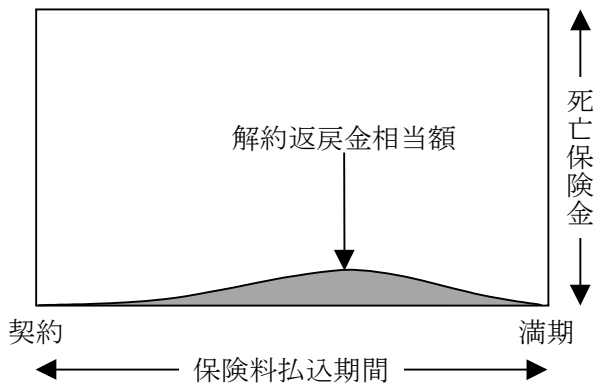 解約返戻金相当額
死亡保険金
契約
満期
保険料払込期間